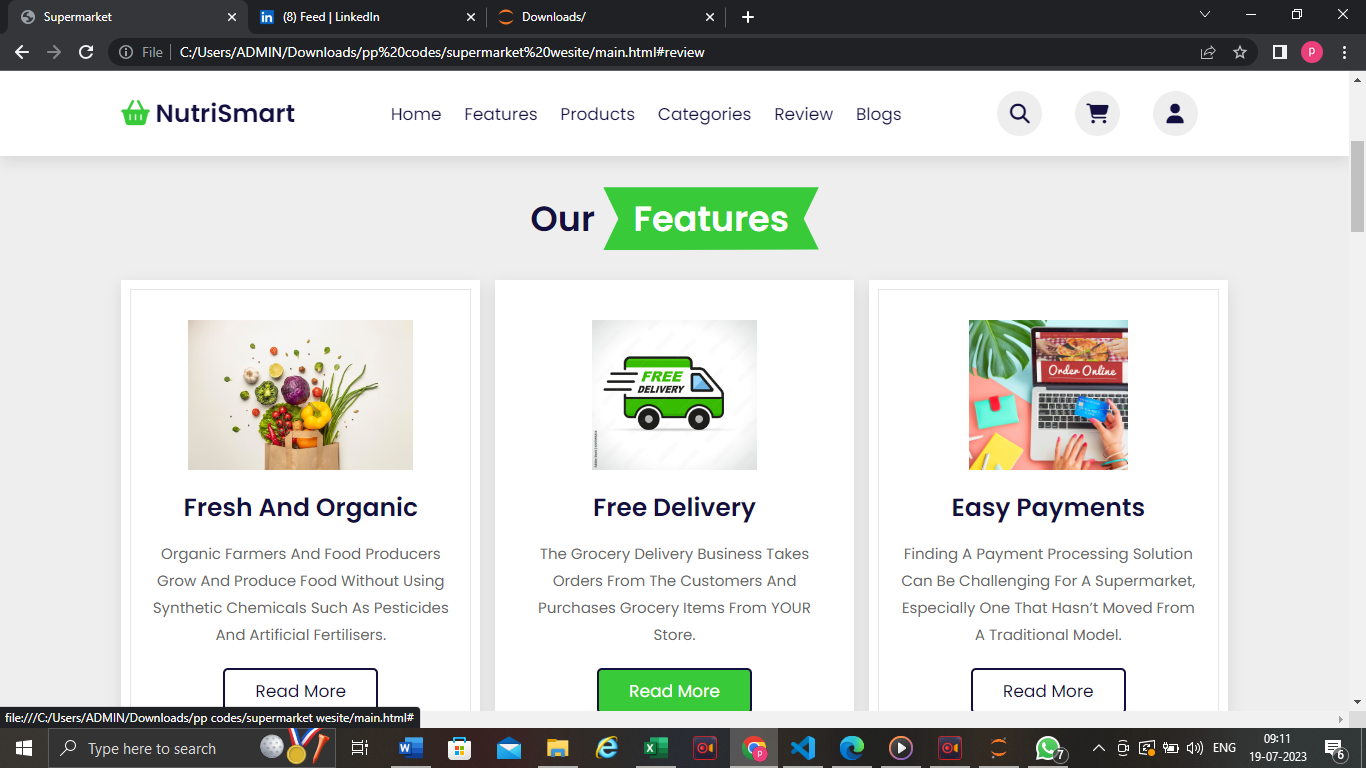 Supermarket
(8) Feed | LinkedIn
Downloads/
File
C:/Users/ADMIN/Downloads/pp%20codes/supermarket%20wesite/main.html#review
P
NutriSmart
Home
Features
Products
Categories
Review
Blogs
Our Features
FREE
DELIVERY
Order Online
Fresh And Organic
Free Delivery
Easy Payments
Organic Farmers And Food Producers
Grow And Produce Food Without Using
Synthetic Chemicals Such As Pesticides
And Artificial Fertilisers.
The Grocery Delivery Business Takes
Orders From The Customers And
Purchases Grocery Items From YOUR
Store.
Finding A Payment Processing Solution
Can Be Challenging For A Supermarket,
Especially One That Hasn’t Moved From
A Traditional Model.
Read More
Read More
Read More
file:///C:/Users/ADMIN/Downloads/pp codes/supermarket wesite/main.html#
Type here to search
7
ENG
09:11
19-07-2023
6